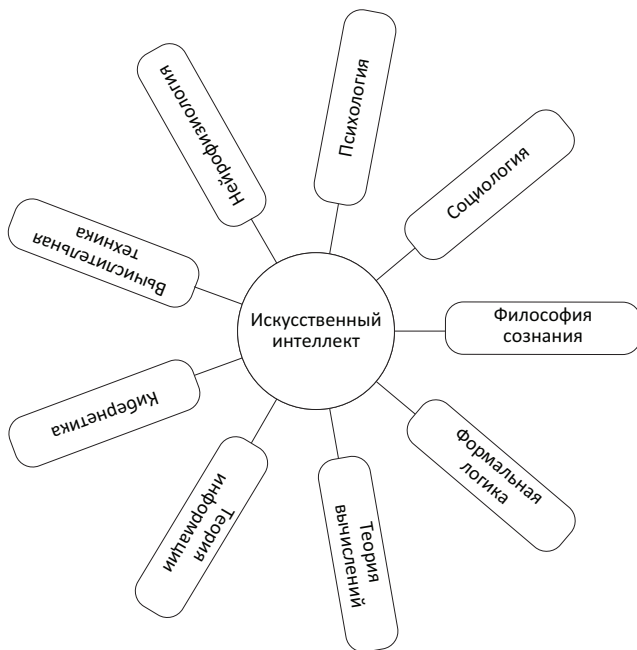 Искусственный
интеллект
Психология
Социология
Философия
сознания
Формальная
логика
Теория
вычислений
Теория
информации
Кибернетика
Вычислительная
техника
Нейрофизиология